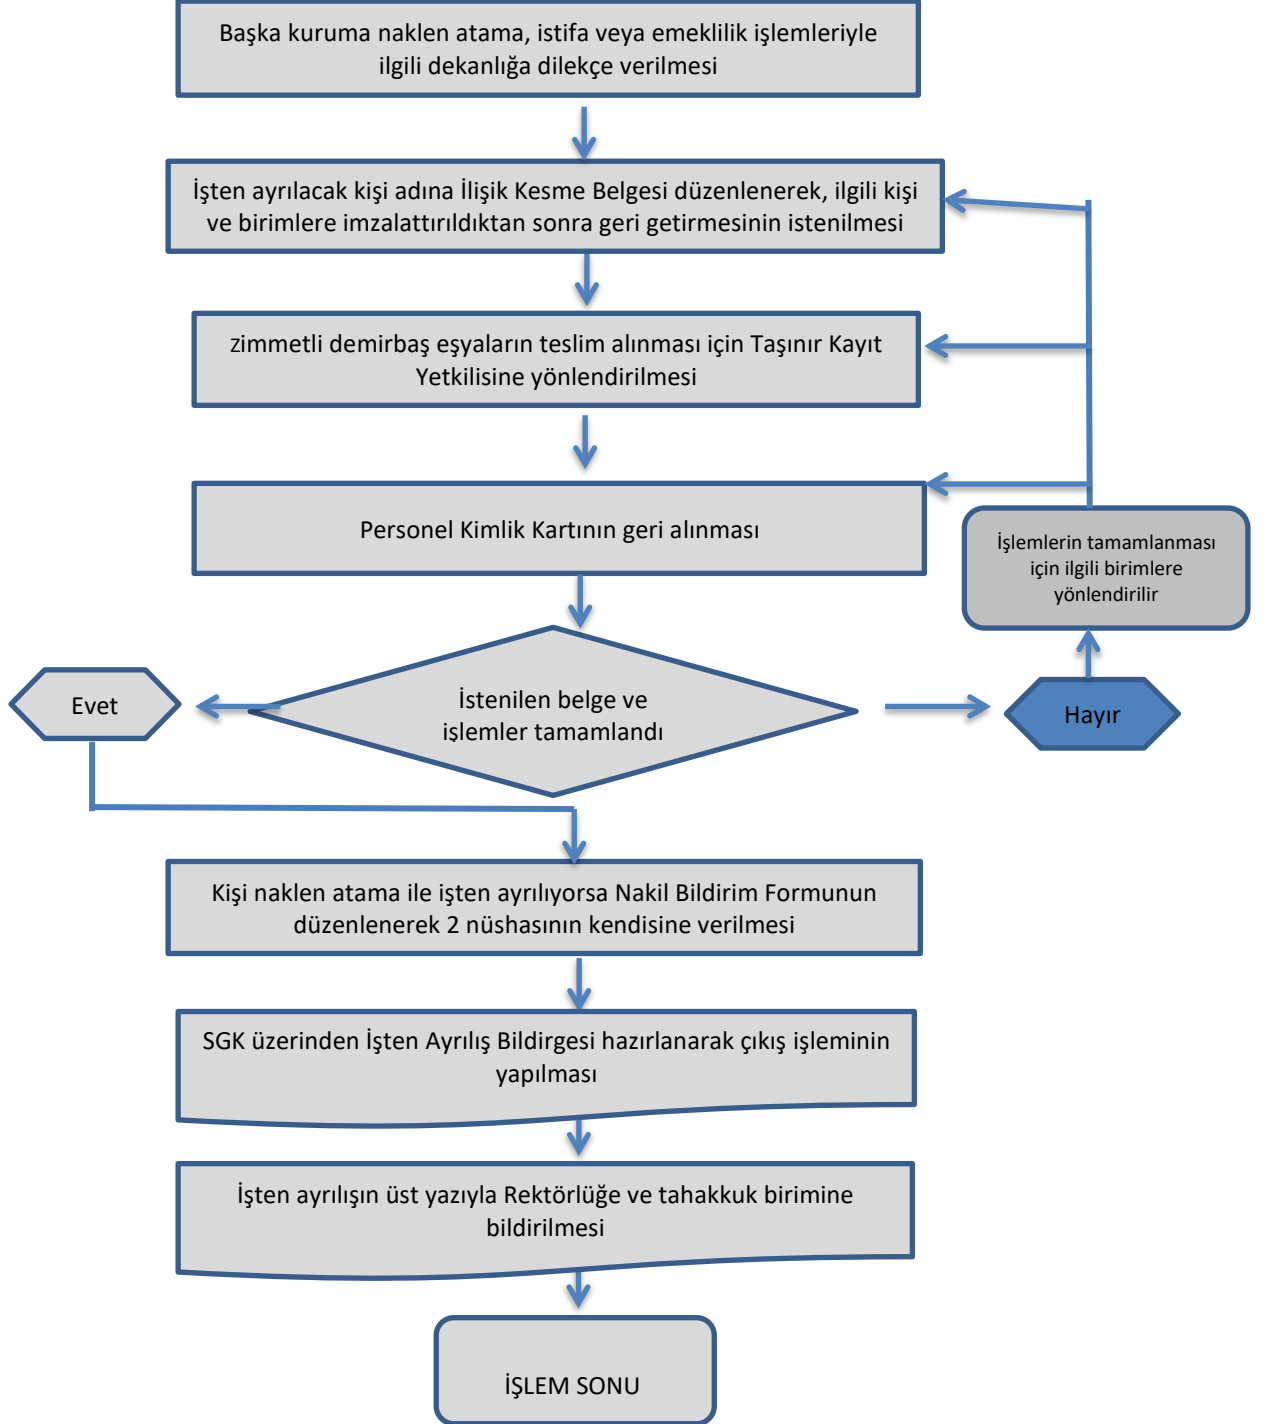 Başka kuruma naklen atama, istifa veya emeklilik işlemleriyle
ilgili dekanlığa dilekçe verilmesi
İşten ayrılacak kişi adına İlişik Kesme Belgesi düzenlenerek, ilgili kişi
ve birimlere imzalattırıldıktan sonra geri getirmesinin istenilmesi
zimmetli demirbaş eşyaların teslim alınması için Taşınır Kayıt
Yetkilisine yönlendirilmesi
Personel Kimlik Kartının geri alınması
İşlemlerin tamamlanması
için ilgili birimlere
yönlendirilir
İstenilen belge ve
işlemler tamamlandı
Evet
Hayır
Kişi naklen atama ile işten ayrılıyorsa Nakil Bildirim Formunun
düzenlenerek 2 nüshasının kendisine verilmesi
SGK üzerinden İşten Ayrılış Bildirgesi hazırlanarak çıkış işleminin
yapılması
İşten ayrılışın üst yazıyla Rektörlüğe ve tahakkuk birimine
bildirilmesi
İŞLEM SONU